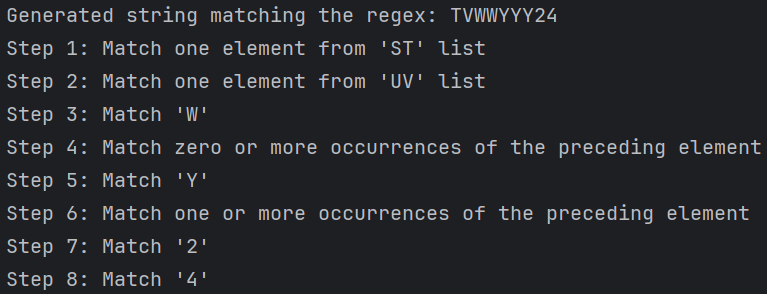 Generated string matching the regex: TVWWYYY24
Step 1: Match one element from 'ST' list
Step 2: Match one element from 'UV' list
Step 3: Match 'W'
Step 4: Match zero or more occurrences of the preceding element
Step 5: Match 'Y'
Step 6: Match one or more occurrences of the preceding element
Step 7: Match '2'
Step 8: Match '4'